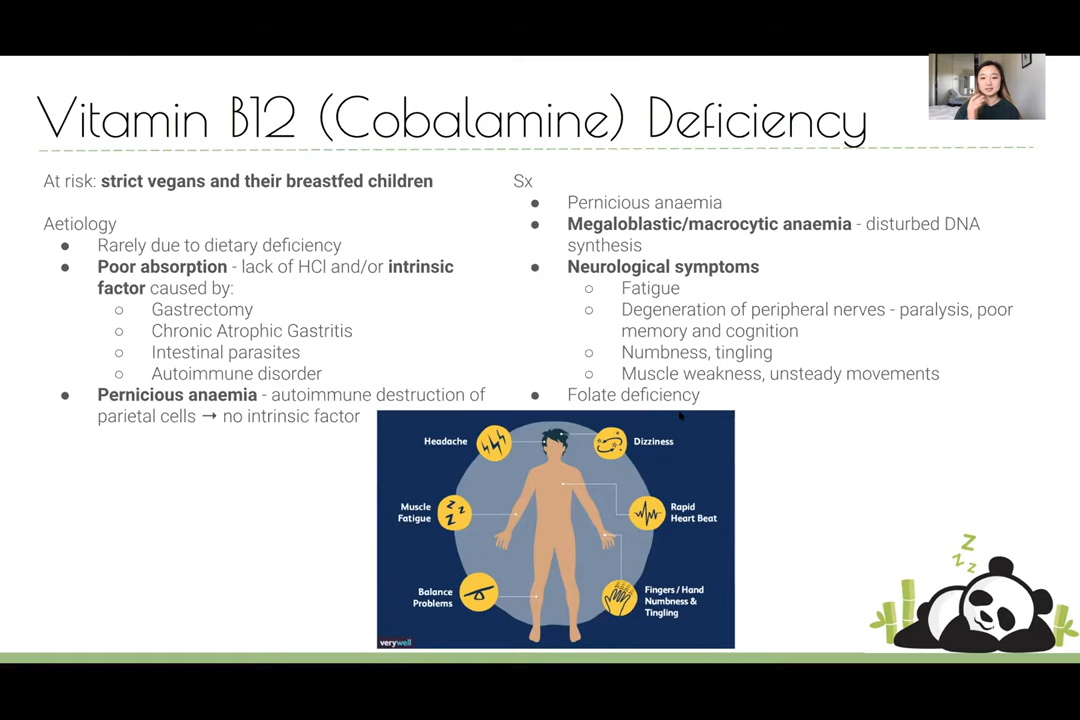 Vitamin B12 (Cobalamine) Deficiency
At risk: strict vegans and their breastfed children
Aetiology
● Rarely due to dietary deficiency
● Poor absorption - lack of HCl and/or intrinsic
factor caused by:
○ Gastrectomy
○ Chronic Atrophic Gastritis
○ Intestinal parasites
○ Autoimmune disorder
● Pernicious anaemia - autoimmune destruction of
parietal cells → no intrinsic factor
Sx
● Pernicious anaemia
● Megaloblastic/macrocytic anaemia - disturbed DNA
synthesis
● Neurological symptoms
○ Fatigue
○ Degeneration of peripheral nerves - paralysis, poor
memory and cognition
○ Numbness, tingling
○ Muscle weakness, unsteady movements
● Folate deficiency
Headache
Dizziness
Muscle
Fatigue
Z z z
Rapid
Heart Beat
Balance
Problems
Fingers / Hand
Numbness &
Tingling
verywell
Z
Z z